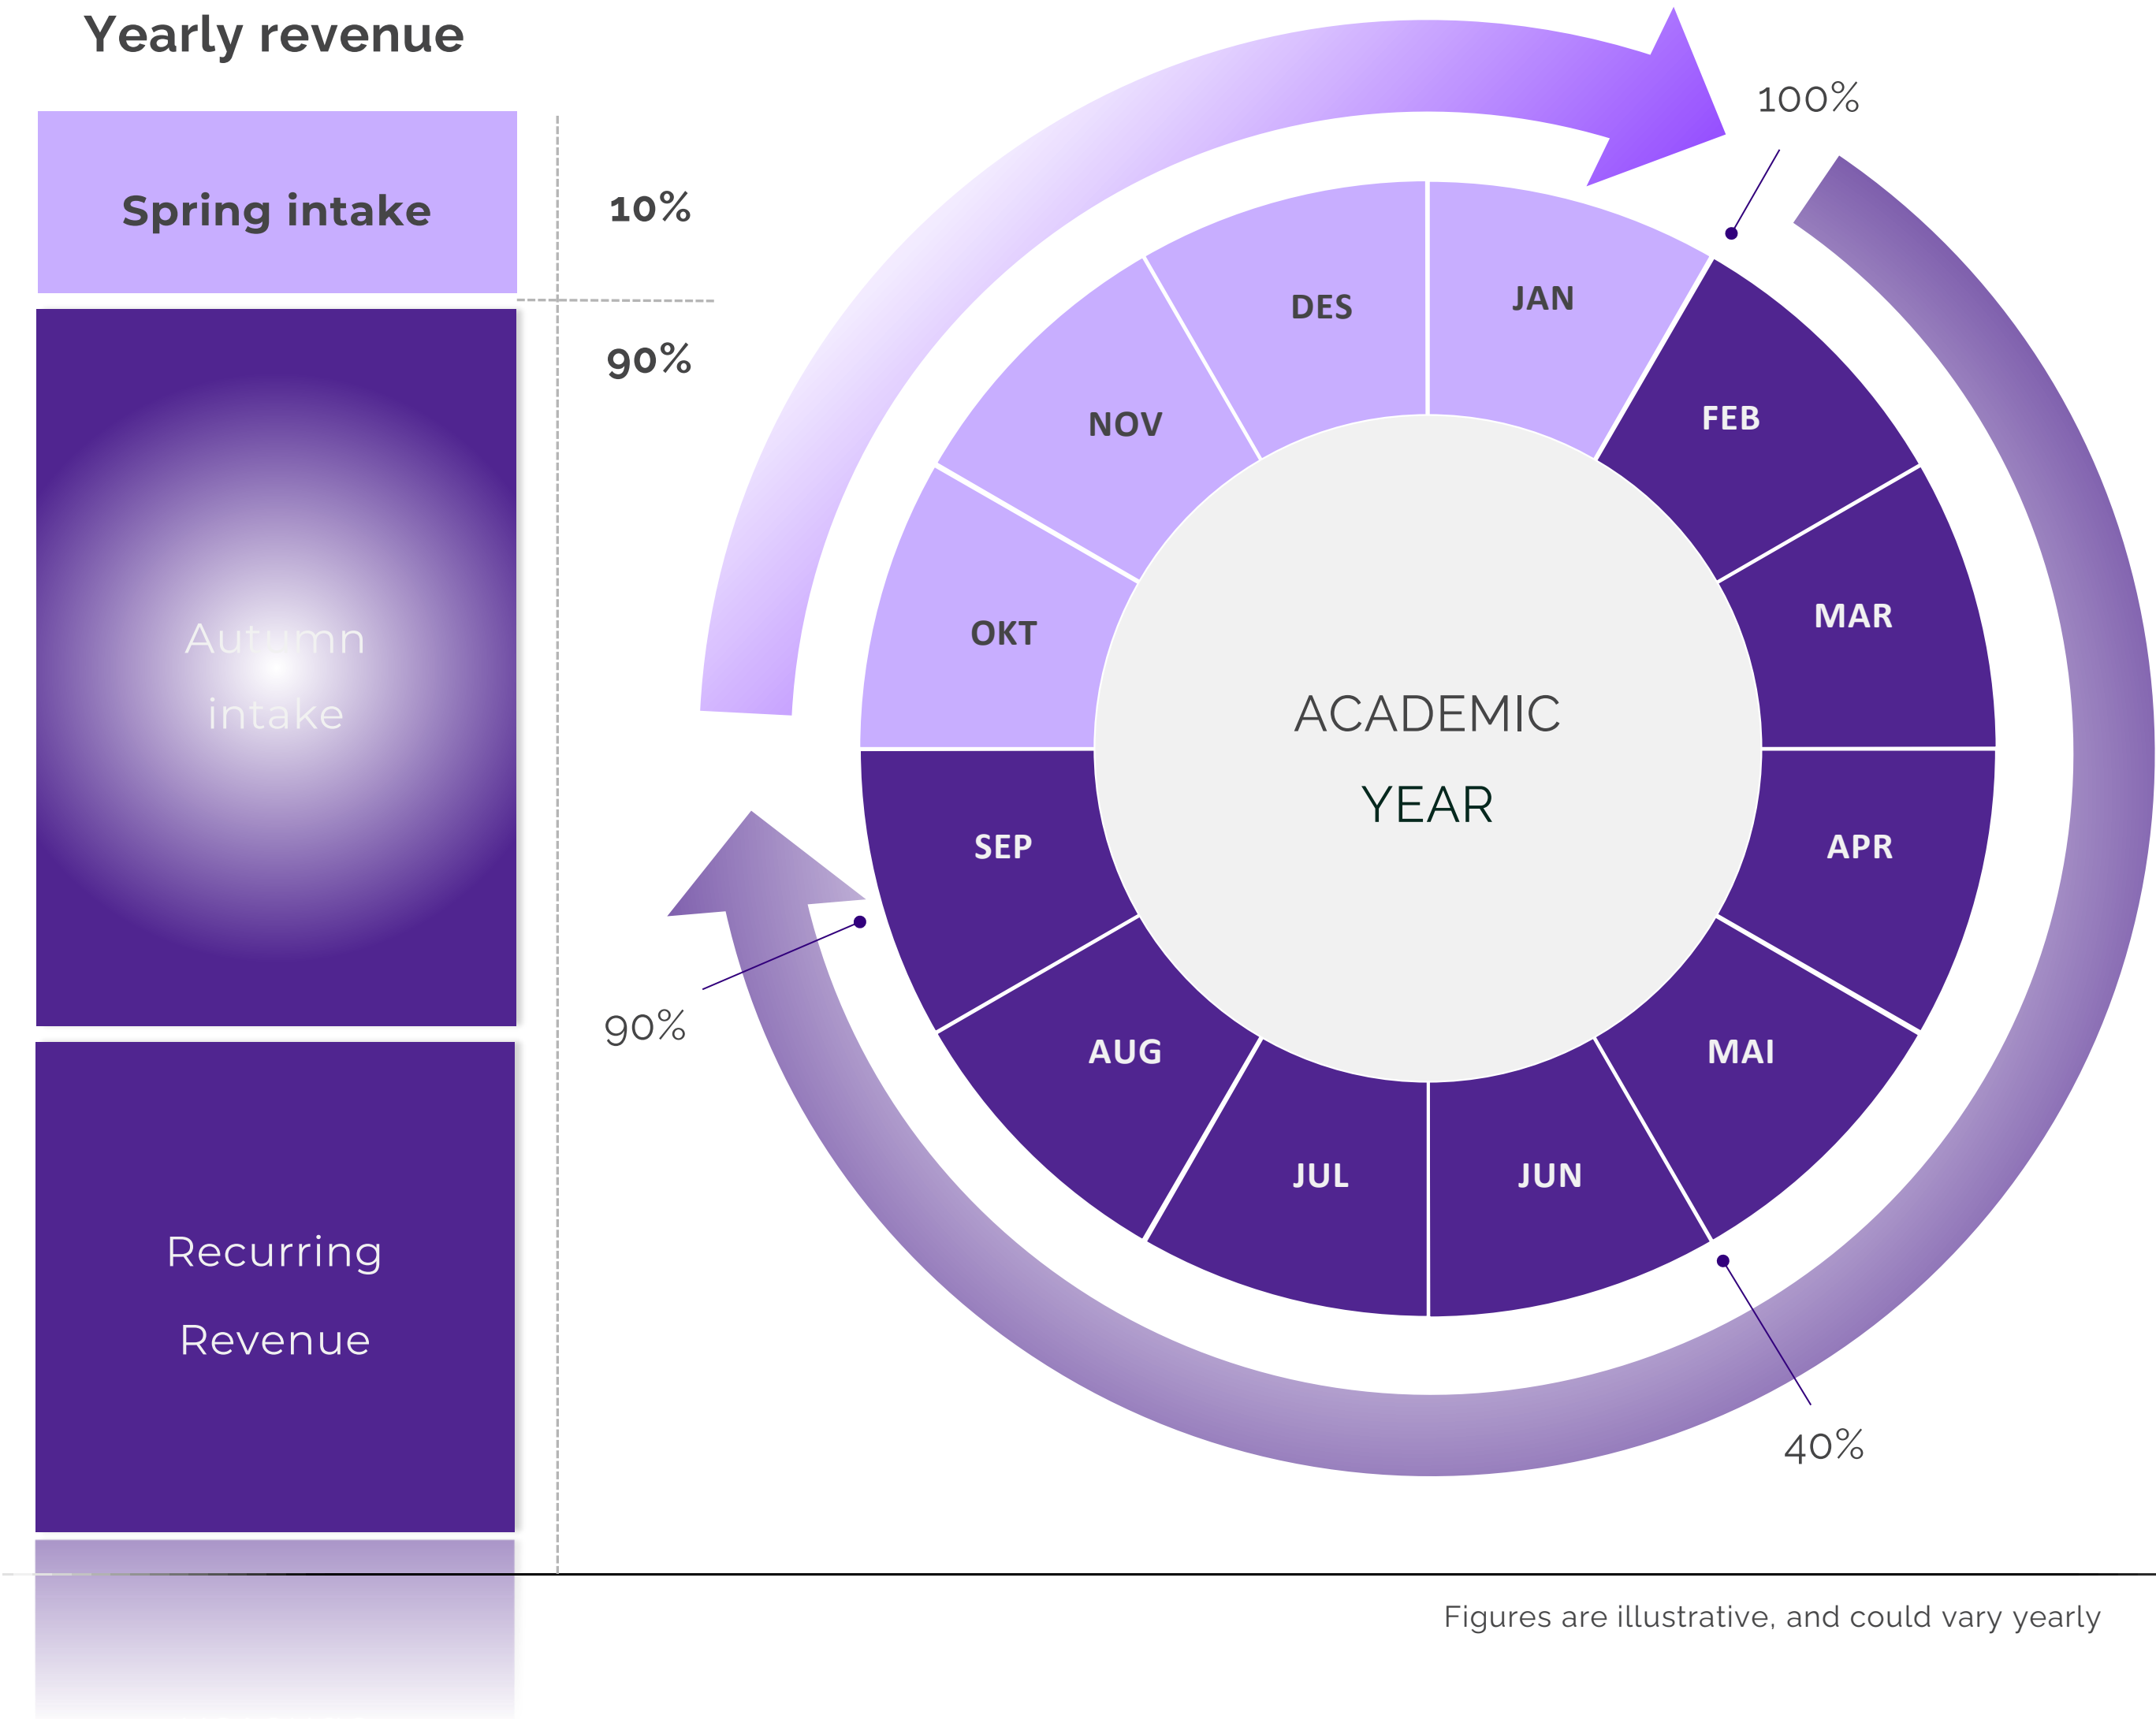 Yearly revenue
Spring intake
10%
90%
Autumn
intake
Recurring
Revenue
100%
JAN
FEB
MAR
APR
MAI
JUN
JUL
AUG
SEP
OKT
NOV
DES
ACADEMIC
YEAR
90%
40%
Figures are illustrative, and could vary yearly